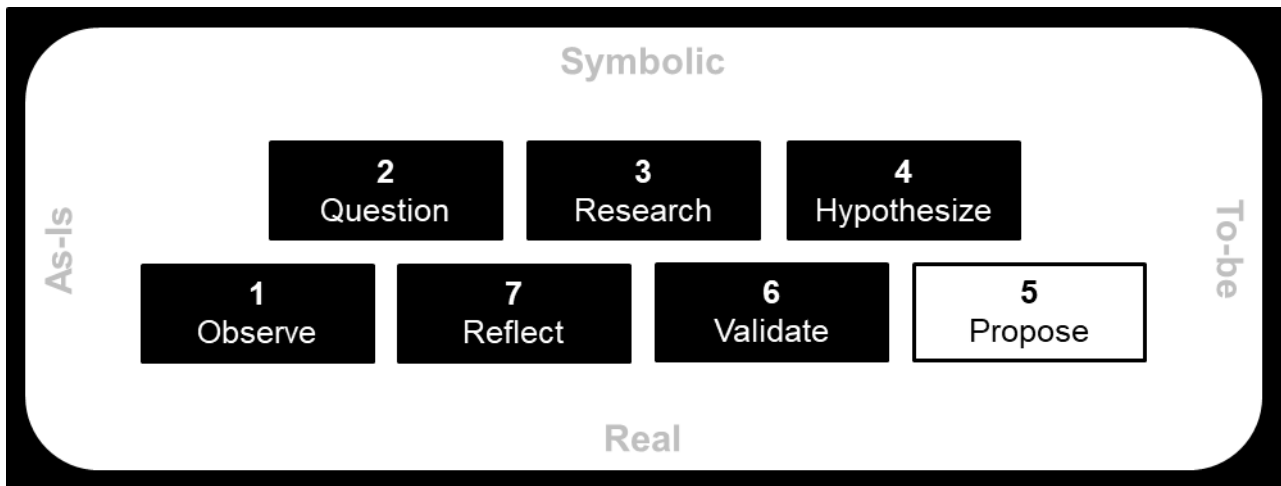 Symbolic
As-Is
2
Question
3
Research
4
Hypothesize
To-be
1
Observe
7
Reflect
6
Validate
5
Propose
Real